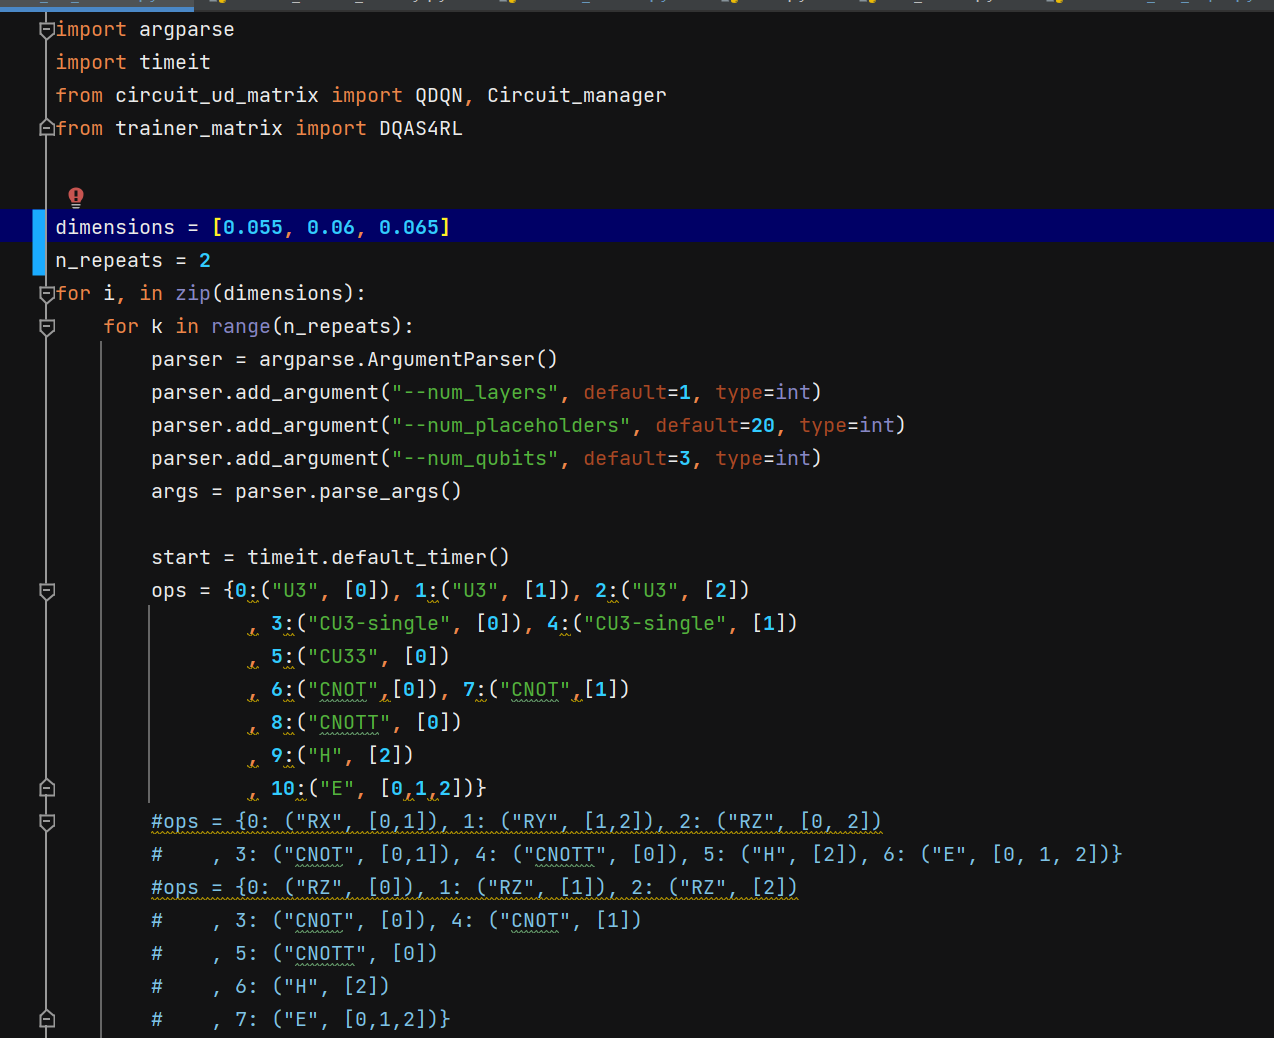 import argparse
import timeit
from circuit_ud_matrix import QDQN, Circuit_manager
from trainer_matrix import DQAS4RL
dimensions = [0.055, 0.06, 0.065]
n_repeats = 2
for i, in zip(dimensions):
    for k in range(n_repeats):
        parser = argparse.ArgumentParser()
        parser.add_argument("--num_layers", default=1, type=int)
        parser.add_argument("--num_placeholders", default=20, type=int)
        parser.add_argument("--num_qubits", default=3, type=int)
        args = parser.parse_args()
        start = timeit.default_timer()
        ops = {0:("U3", [0]), 1:("U3", [1]), 2:("U3", [2])
                , 3:("CU3-single", [0]), 4:("CU3-single", [1])
                , 5:("CU33", [0])
                , 6:("CNOT",[0]), 7:("CNOT",[1])
                , 8:("CNOTT", [0])
                , 9:("H", [2])
                , 10:("E", [0,1,2])}
        #ops = {0: ("RX", [0,1]), 1: ("RY", [1,2]), 2: ("RZ", [0, 2])
        #    , 3: ("CNOT", [0,1]), 4: ("CNOTT", [0]), 5: ("H", [2]), 6: ("E", [0, 1, 2])}
        #ops = {0: ("RZ", [0]), 1: ("RZ", [1]), 2: ("RZ", [2])
        #    , 3: ("CNOT", [0]), 4: ("CNOT", [1])
        #    , 5: ("CNOTT", [0])
        #    , 6: ("H", [2])
        #    , 7: ("E", [0,1,2])}